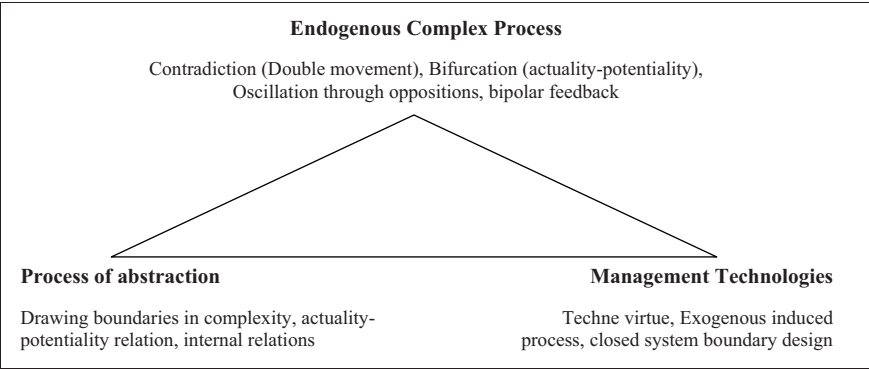 Endogenous Complex Process
Contradiction (Double movement), Bifurcation (actuality-potentiality),
Oscillation through oppositions, bipolar feedback
Process of abstraction
Drawing boundaries in complexity, actuality-
potentiality relation, internal relations
Management Technologies
Techne virtue, Exogenous induced
process, closed system boundary design